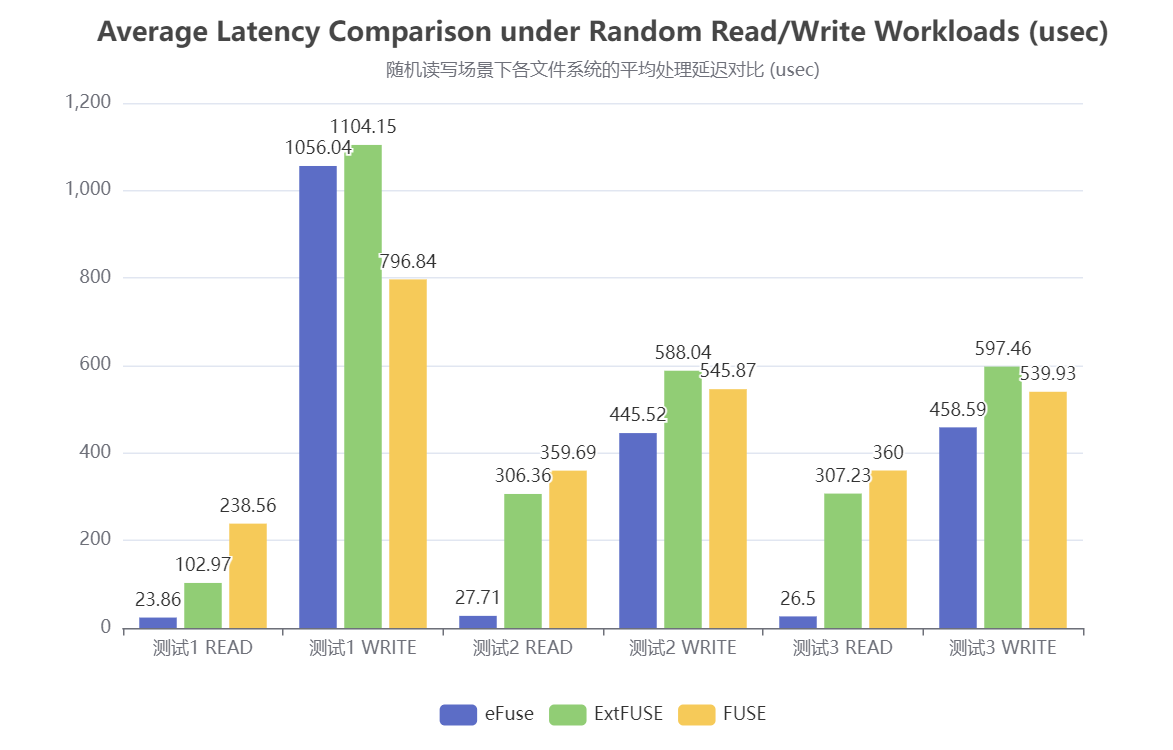 Average Latency Comparison under Random Read/Write Workloads (usec)
随机读写场景下各文件系统的平均处理延迟对比 (usec)
1,200
1,000
800
600
400
200
0
23.86
102.97
238.56
1056.04
1104.15
796.84
27.71
306.36
359.69
445.52
588.04
545.87
26.5
307.23
360
458.59
597.46
539.93
测试1 READ
测试1 WRITE
测试2 READ
测试2 WRITE
测试3 READ
测试3 WRITE
eFuse
ExtFUSE
FUSE